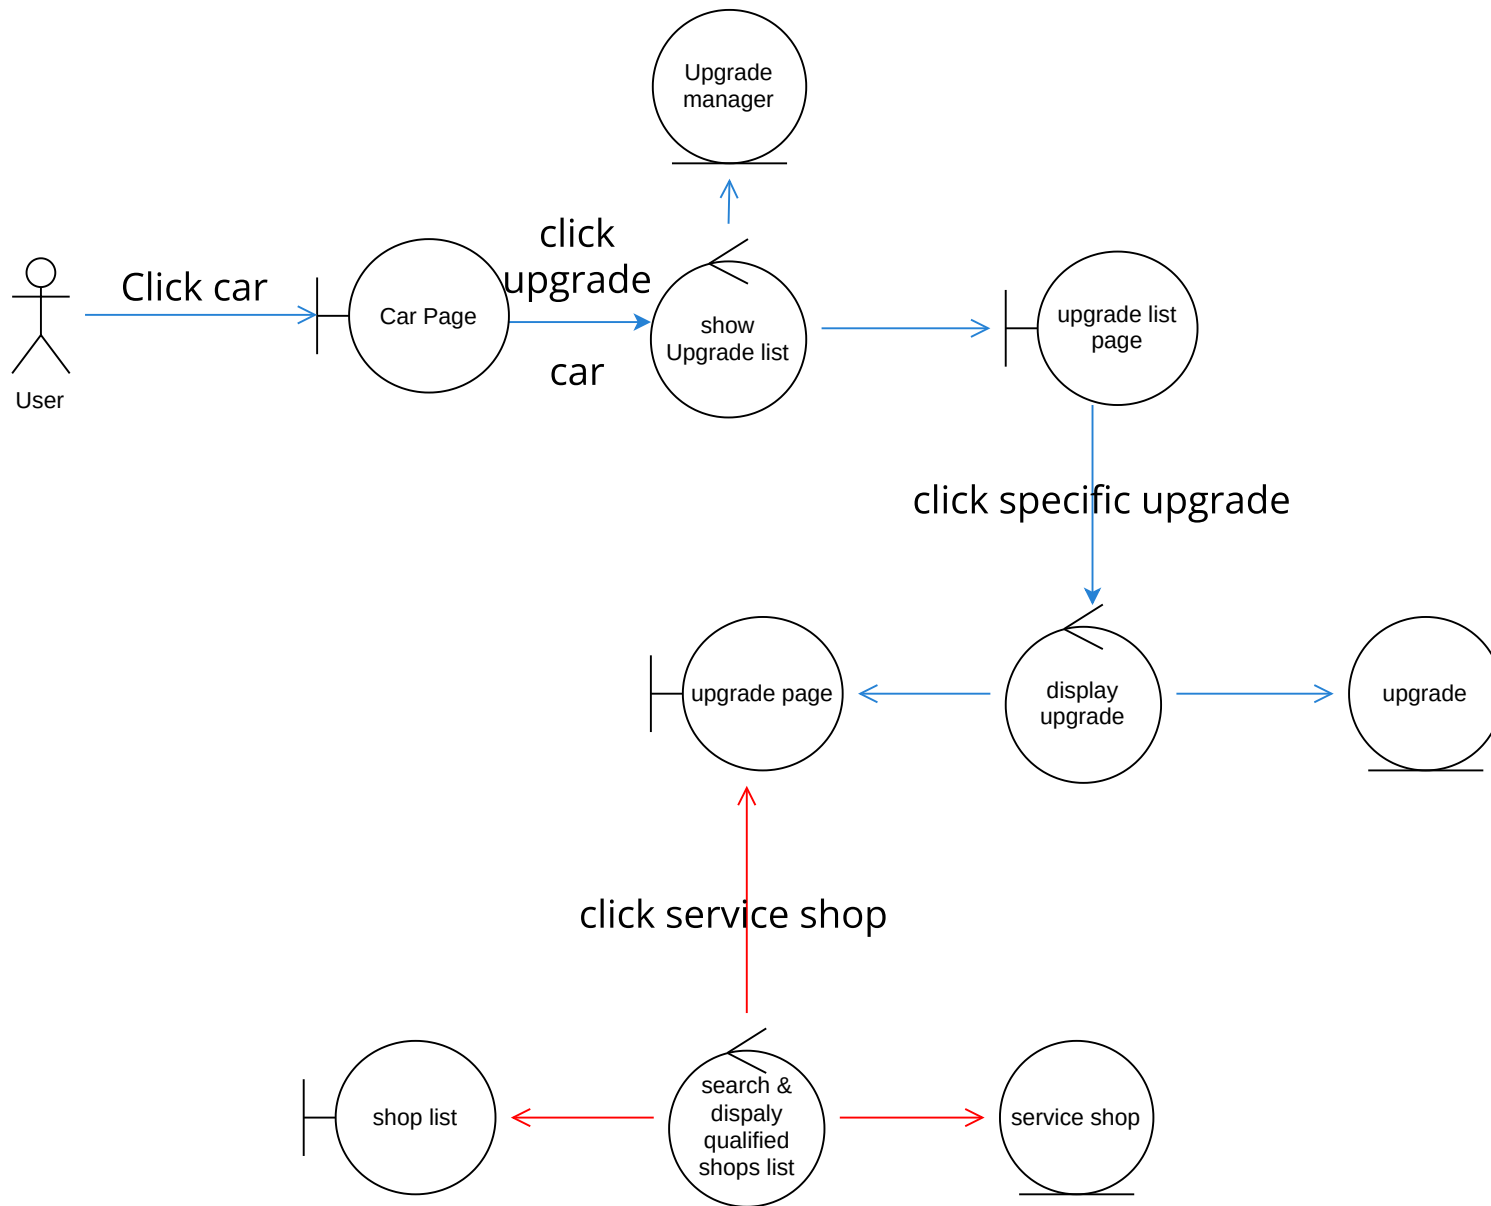 Upgrade
manager
click
upgrade
Click car
Car Page
show
Upgrade list
upgrade list
page
car
User
click specific upgrade
upgrade page
display
upgrade
upgrade
click service shop
shop list
search &
dispaly
qualified
shops list
service shop